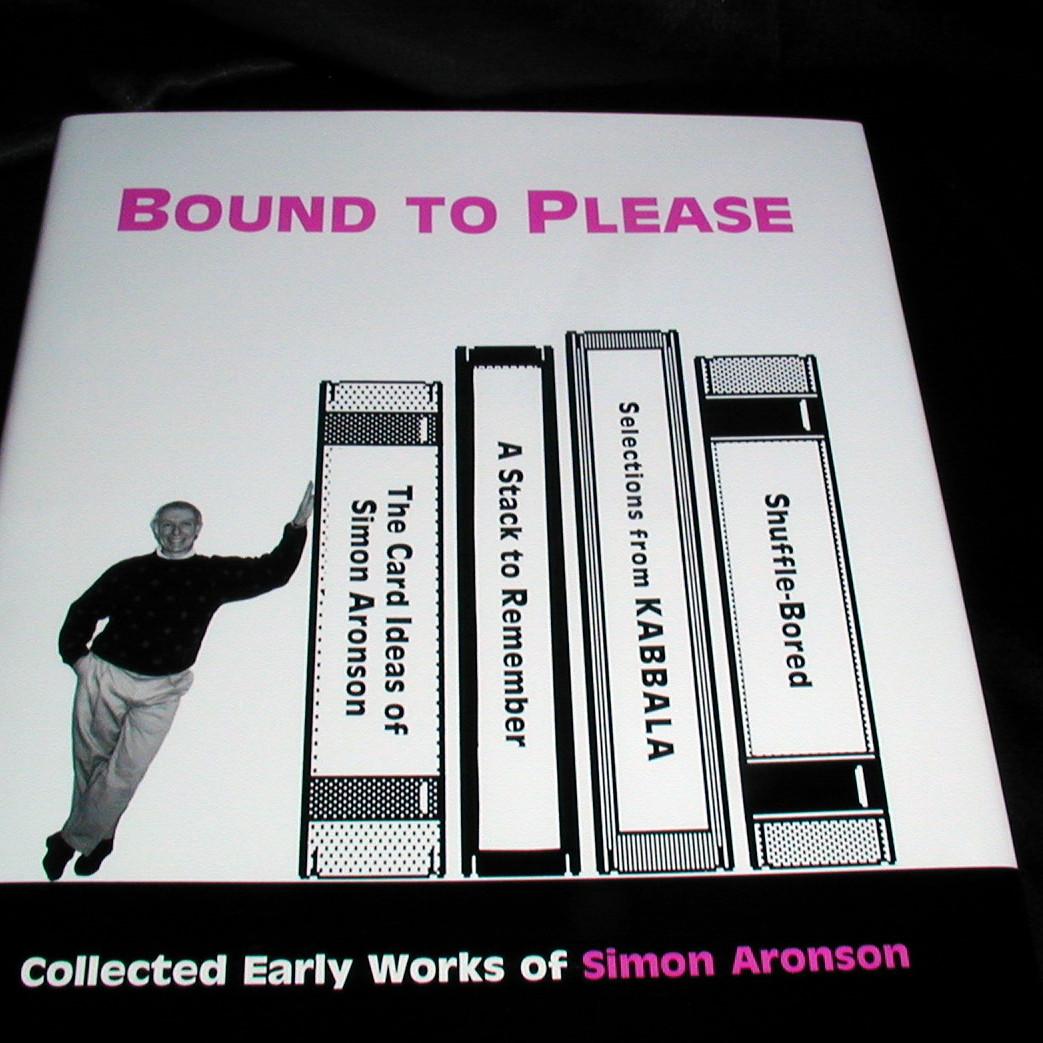 BOUND TO PLEASE
The Card Ideas of
Simon Aronson
A Stack to Remember
Selections from KABBALA
Shuffle-Bored
Collected Early Works of Simon Aronson